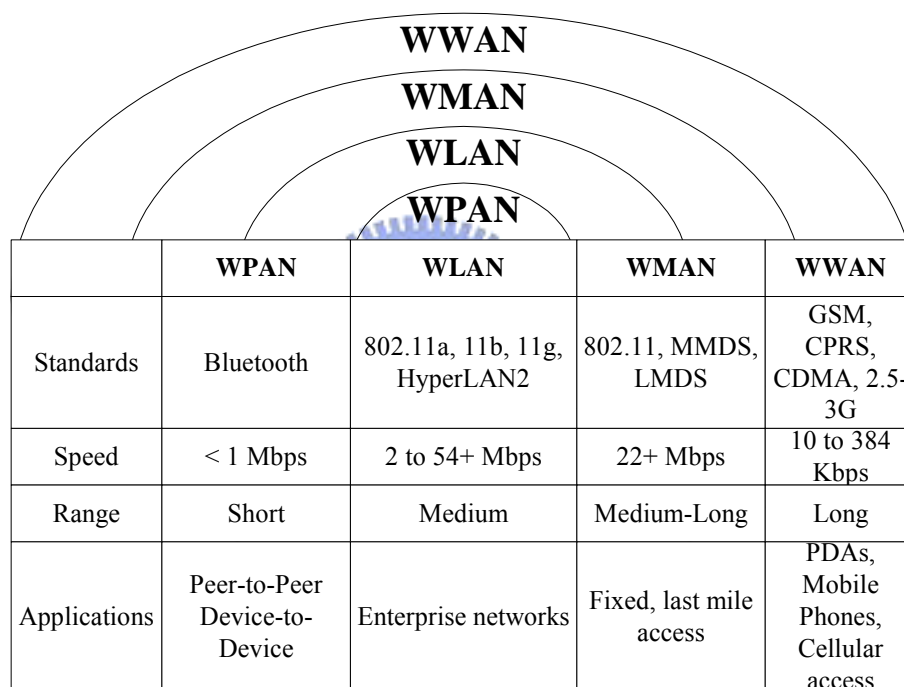 WWAN
WMAN
WLAN
WPAN
WPAN WLAN WMAN WWAN
Standards Bluetooth 802.11a, 11b, 11g, HyperLAN2 802.11, MMDS, LMDS GSM, CPRS, CDMA, 2.5-3G
Speed < 1 Mbps 2 to 54+ Mbps 22+ Mbps 10 to 384 Kbps
Range Short Medium Medium-Long Long
Applications Peer-to-Peer Device-to-Device Enterprise networks Fixed, last mile access PDAs, Mobile Phones, Cellular access